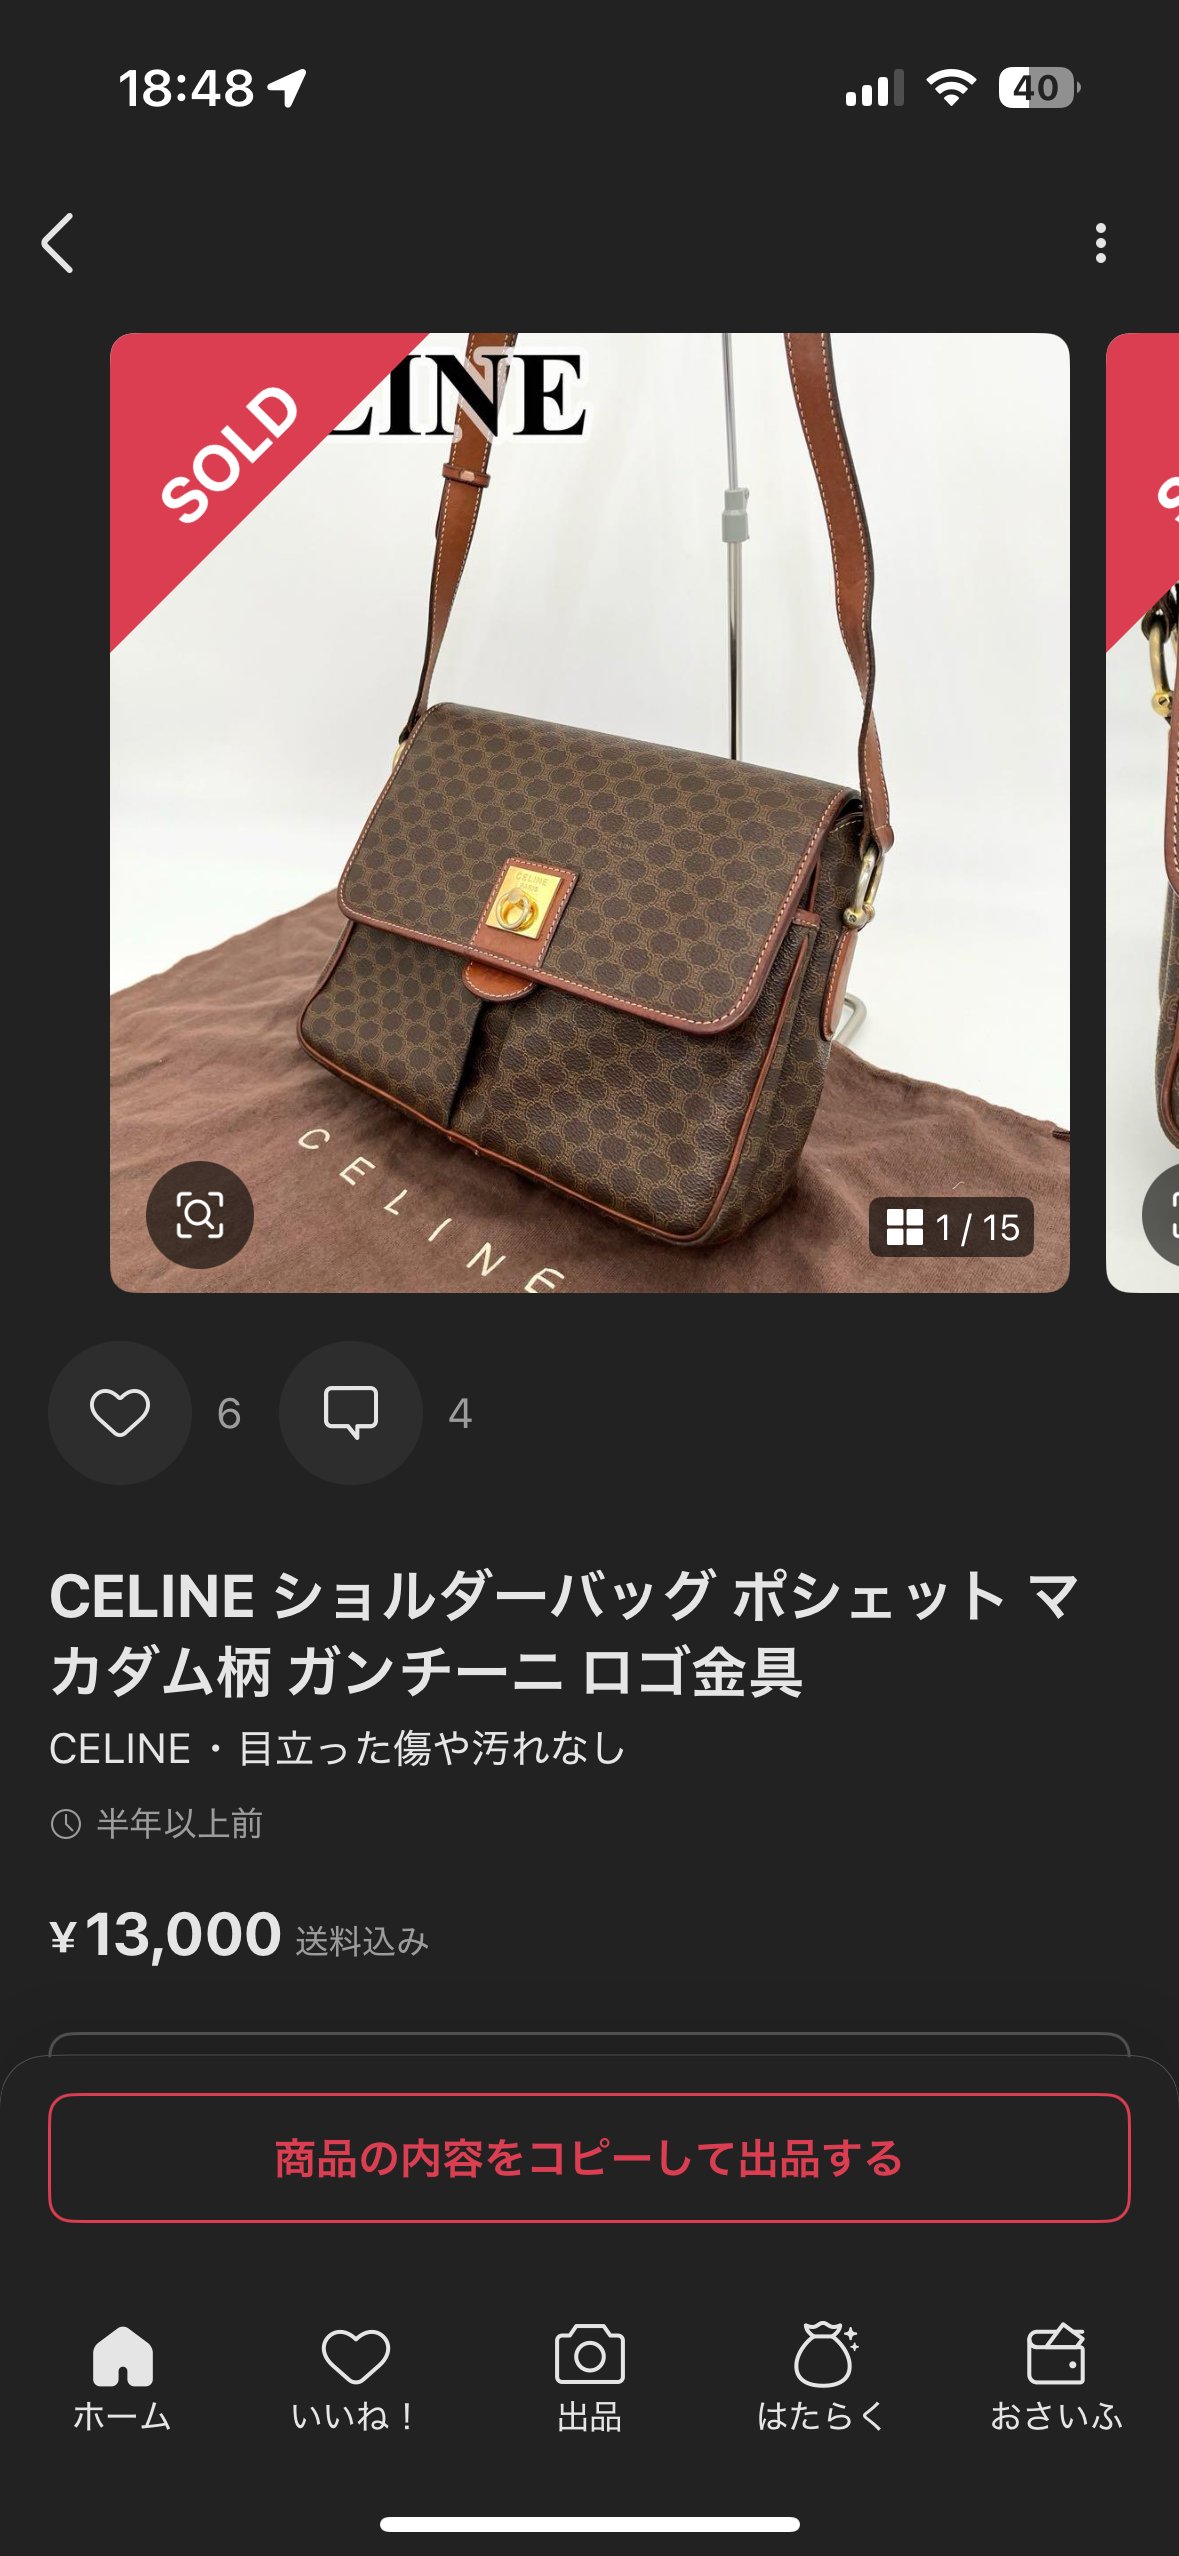 18:48
40
SOLD
LINE
CELINE
PARIS
CELINE
1 / 15
6
4
CELINE ショルダーバッグ ポシェット マ
カダム柄 ガンチーニ ロゴ金具
CELINE・目立った傷や汚れなし
半年以上前
¥13,000 送料込み
商品の内容をコピーして出品する
ホーム
いいね！
出品
はたらく
おさいふ